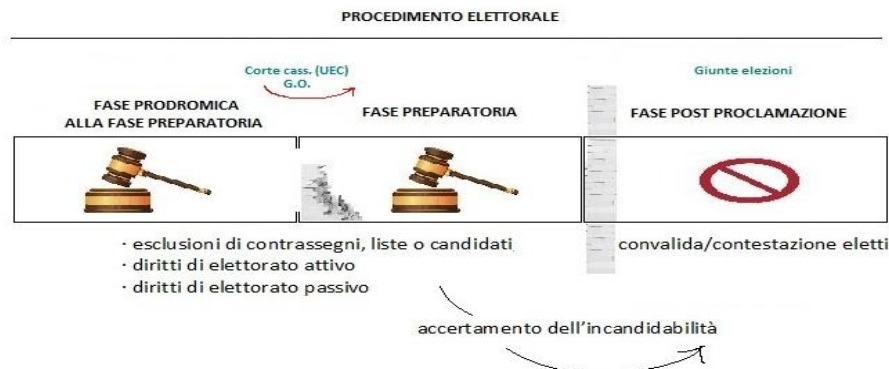 PROCEDIMENTO ELETTORALE
Corte cass. (UEC)
G.O.
Giunte elezioni
FASE PRODROMICA
ALLA FASE PREPARATORIA
FASE PREPARATORIA
FASE POST PROCLAMAZIONE
· esclusioni di contrassegni, liste o candidati
· diritti di elettorato attivo
· diritti di elettorato passivo
convalida/contestazione eletti
accertamento dell'incandidabilità